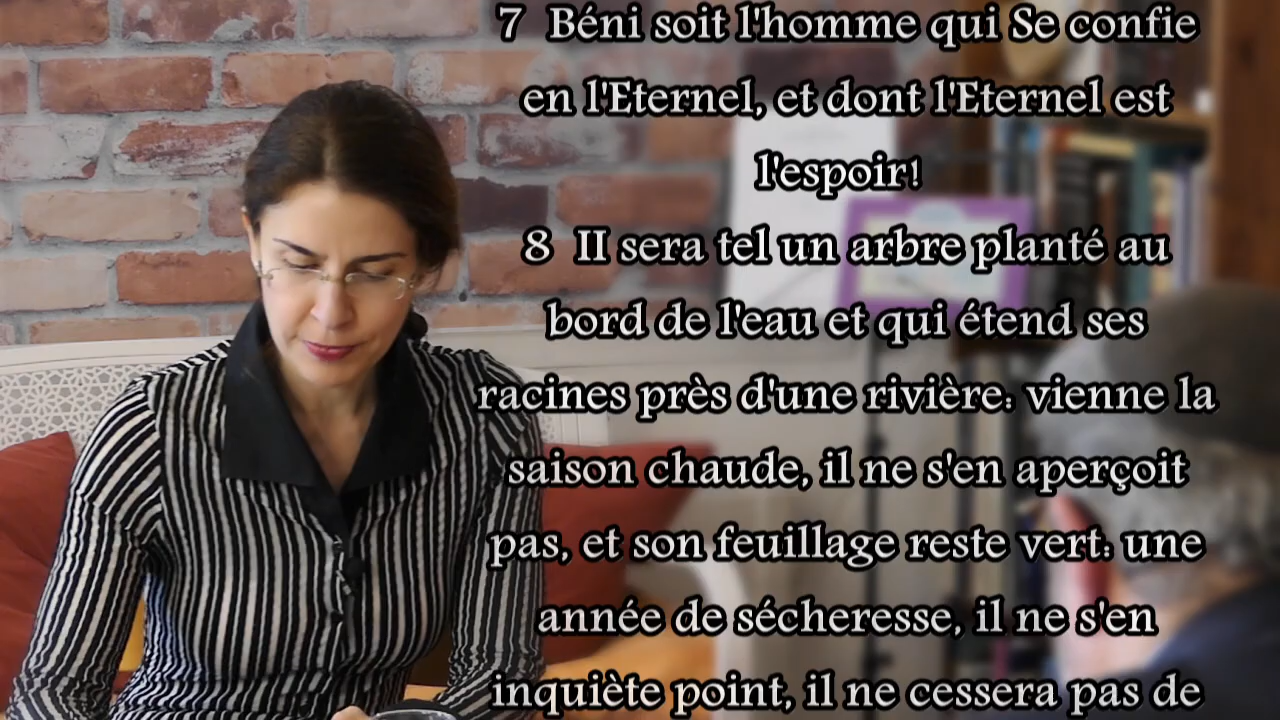 7 Béni soit l'homme qui Se confie
en l'Eternel, et dont l'Eternel est
l'espoir!
8 II sera tel un arbre planté au
bord de l'eau et qui étend ses
racines près d'une rivière: vienne la
saison chaude, il ne s'en aperçoit
pas, et son feuillage reste vert: une
année de sécheresse, il ne s'en
inquiète point, il ne cessera pas de